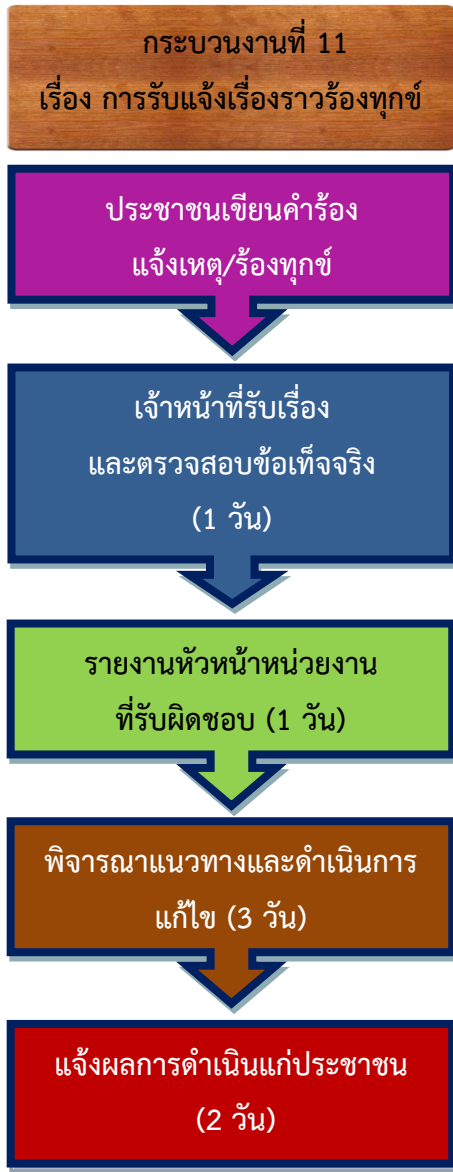 กระบวนงานที่ 11
เรื่อง การรับแจ้งเรื่องราวร้องทุกข์
ประชาชนเขียนคำร้อง
แจ้งเหตุ/ร้องทุกข์
เจ้าหน้าที่รับเรื่อง
และตรวจสอบข้อเท็จจริง
(1 วัน)
รายงานหัวหน้าหน่วยงาน
ที่รับผิดชอบ (1 วัน)
พิจารณาแนวทางและดำเนินการ
แก้ไข (3 วัน)
แจ้งผลการดำเนินแก่ประชาชน
(2 วัน)